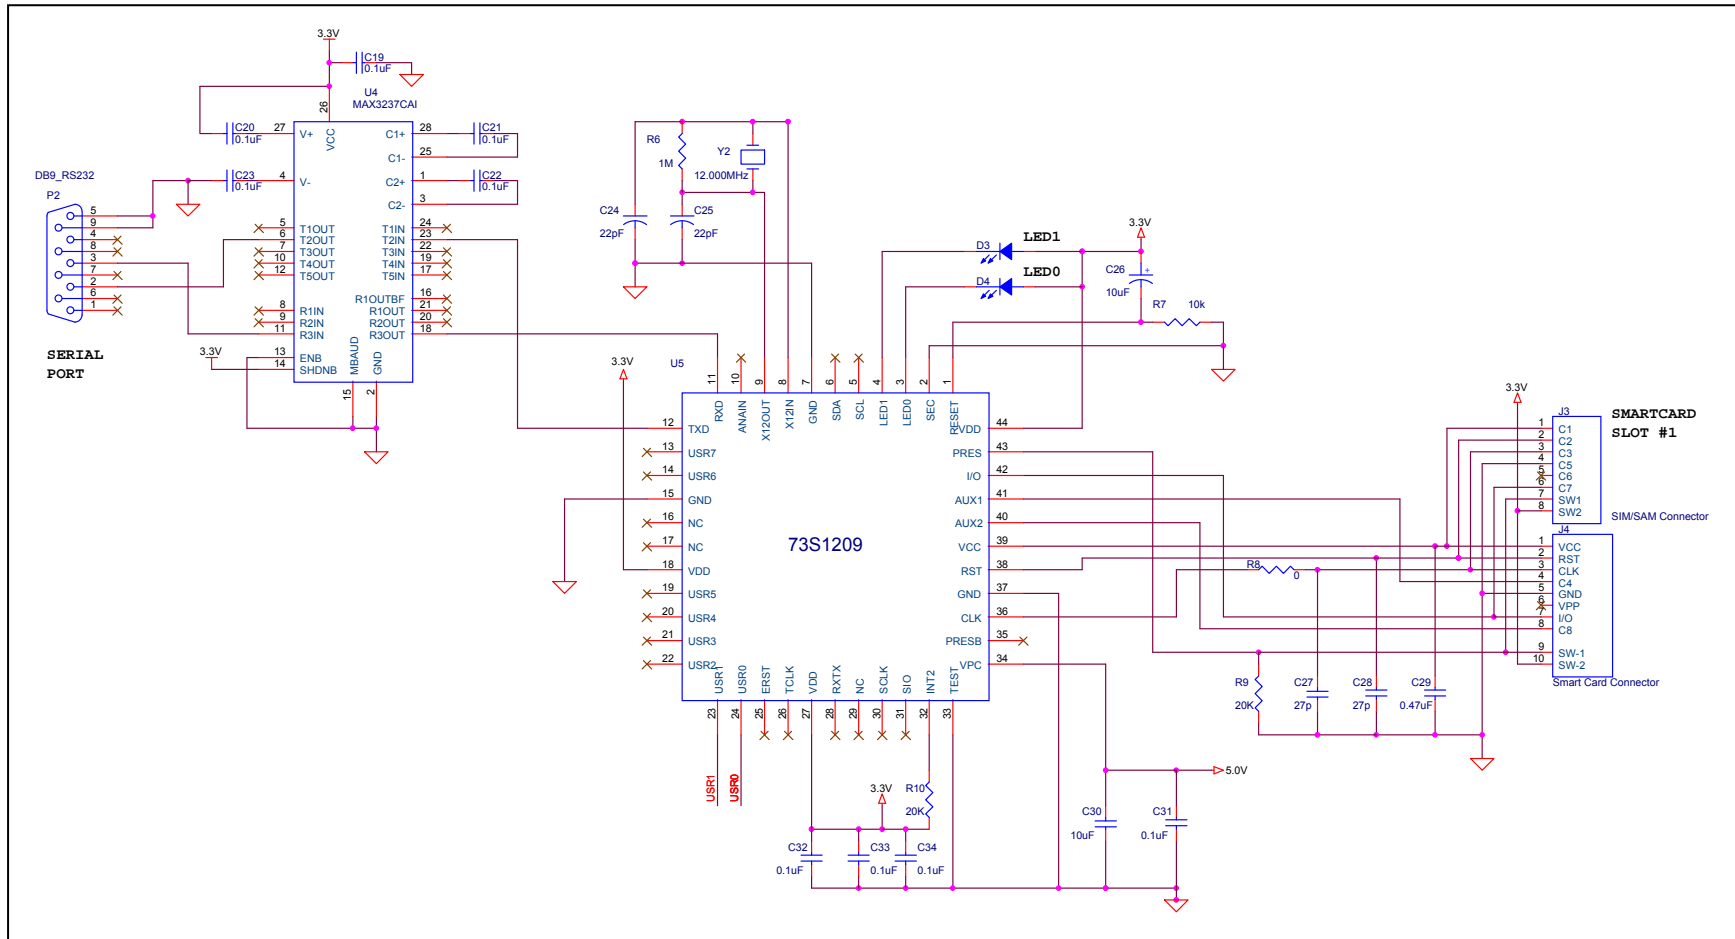 3.3V
C19
0.1uF
U4
MAX3237CAI
26
VCC
C20
0.1uF
27
V+
C1+
28
C21
0.1uF
C1-
25
C23
0.1uF
4
V-
C2+
1
C22
0.1uF
C2-
3
DB9_RS232
P2
5
9
4
8
3
7
2
6
1
SERIAL
PORT
5
T1OUT
T1IN
24
6
T2OUT
T2IN
23
7
T3OUT
T3IN
22
10
T4OUT
T4IN
19
12
T5OUT
T5IN
17
R1OUTBF
16
8
R1IN
R1OUT
21
9
R2IN
R2OUT
20
11
R3IN
R3OUT
18
3.3V
13
ENB
14
SHDNB
MBAUD
GND
15
2
R6
1M
Y2
12.000MHz
C24
22pF
C25
22pF
3.3V
D3
LED1
D4
LED0
C26
+
10uF
R7
10k
3.3V
U5
11
10
9
8
7
6
5
4
3
2
1
RXD
ANAIN
X12OUT
X12IN
GND
SDA
SCL
LED1
LED0
SEC
RESET
12
TXD
13
USR7
14
USR6
15
GND
16
NC
17
NC
18
VDD
19
USR5
20
USR4
21
USR3
22
USR2
73S1209
VDD
44
PRES
43
I/O
42
AUX1
41
AUX2
40
VCC
39
RST
38
GND
37
CLK
36
PRESB
35
VPC
34
USR1
USR0
ERST
TCLK
VDD
RXTX
NC
SCLK
SIO
INT2
TEST
23
24
25
26
27
28
29
30
31
32
33
USR1
USR0
3.3V
R10
20K
C32
0.1uF
C33
0.1uF
C34
0.1uF
C30
10uF
C31
0.1uF
5.0V
R8
0
R9
20K
C27
27p
C28
27p
C29
0.47uF
3.3V
J3
SMARTCARD
SLOT #1
1
C1
2
C2
3
C3
4
C5
5
C6
6
C7
7
SW1
8
SW2
SIM/SAM Connector
J4
1
VCC
2
RST
3
CLK
4
C4
5
GND
6
VPP
7
I/O
8
C8
9
SW-1
10
SW-2
Smart Card Connector